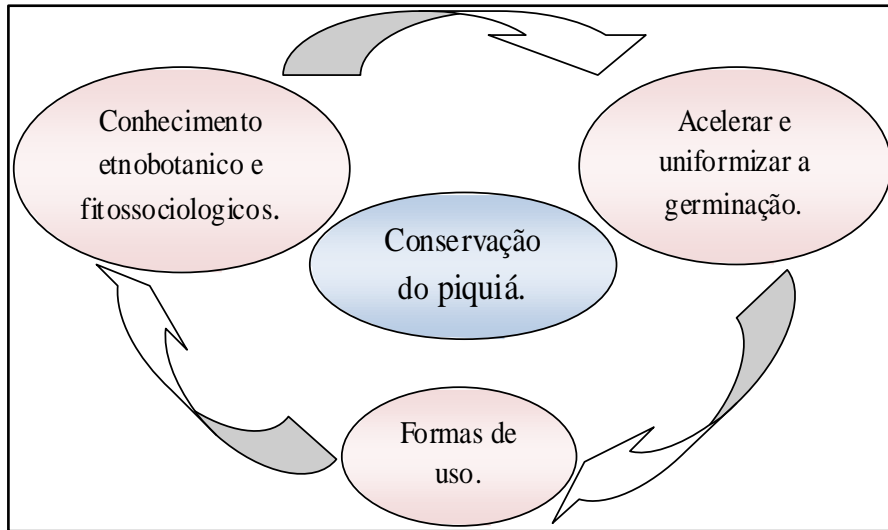 Conhecimento
etnobotanico e
fitossociologicos.
Acelerar e
uniformizar a
germinação.
Conservação
do piquiá.
Formas de
uso.